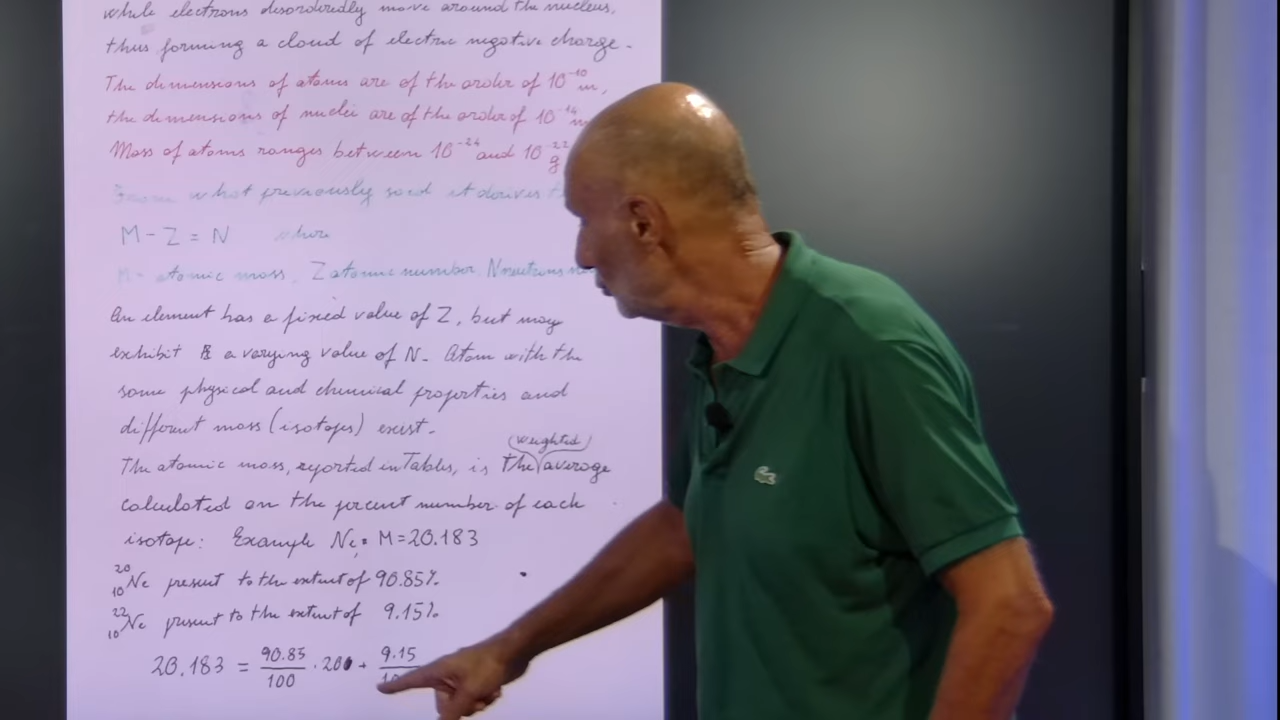 while electrons desorderedly move around the nucleus,
thus forming a cloud of electric negative charge.
The dimensions of atoms are of the order of 10⁻¹⁰ m,
the dimensions of nuclei are of the order of 10⁻¹⁴ m
Mass of atoms ranges between 10⁻²⁴ and 10⁻²² g
From what previously said it derives
M - Z = N where
M - atomic mass, Z atomic number, N neutrons
An element has a fixed value of Z, but may
exhibit a varying value of N. Atom with the
same physical and chemical properties and
different mass (isotopes) exist.
(weighted)
The atomic mass, reported in Tables, is the average
calculated on the percent number of each
isotope: Example Ne: M = 20.183
²⁰₁₀Ne present to the extent of 90.85%
²²₁₀Ne present to the extent of 9.15%
20.183 = 90.85/100 · 20 + 9.15